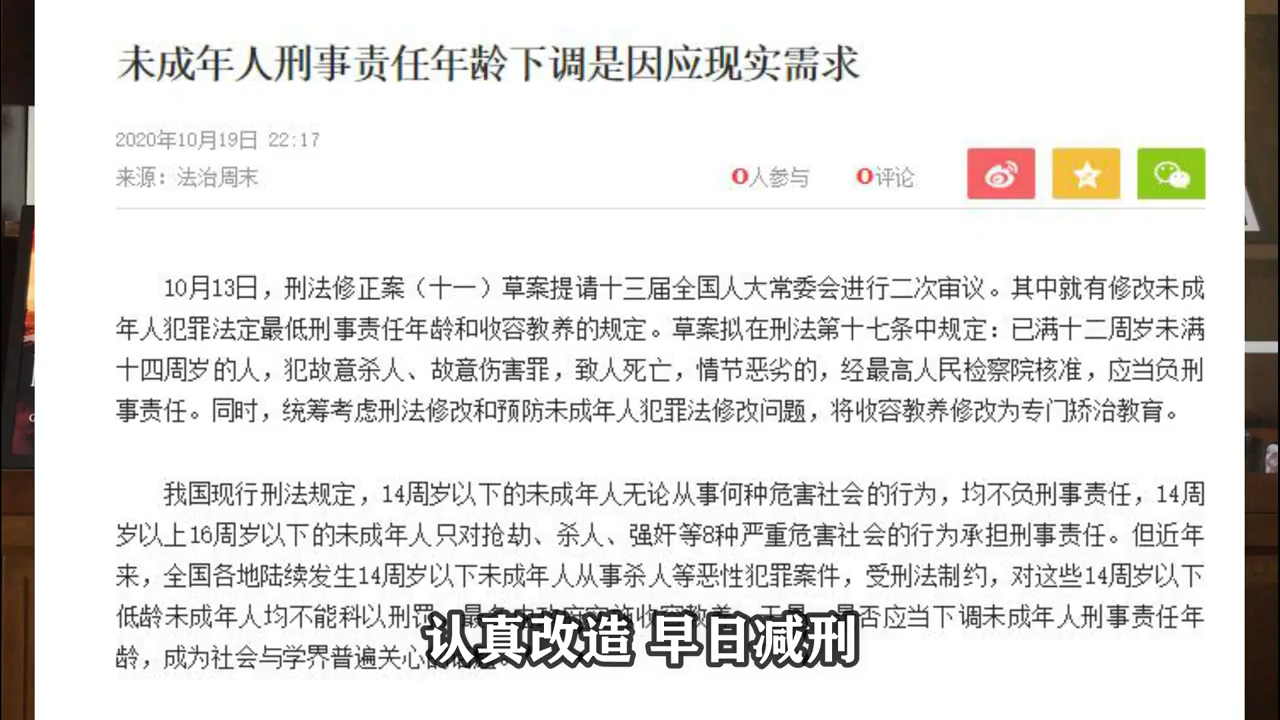 未成年人刑事责任年龄下调是因应现实需求
2020年10月19日 22:17
来源：法治周末
0人参与 0评论
10月13日，刑法修正案（十一）草案提请十三届全国人大常委会进行二次审议。其中就有修改未成
年人犯罪法定最低刑事责任年龄和收容教养的规定。草案拟在刑法第十七条中规定：已满十二周岁未满
十四周岁的人，犯故意杀人、故意伤害罪，致人死亡，情节恶劣的，经最高人民检察院核准，应当负刑
事责任。同时，统筹考虑刑法修改和预防未成年人犯罪法修改问题，将收容教养修改为专门矫治教育。
我国现行刑法规定，14周岁以下的未成年人无论从事何种危害社会的行为，均不负刑事责任，14周
岁以上16周岁以下的未成年人只对抢劫、杀人、强奸等8种严重危害社会的行为承担刑事责任。但近年
来，全国各地陆续发生14周岁以下未成年人从事杀人等恶性犯罪案件，受刑法制约，对这些14周岁以下
低龄未成年人均不能科以刑罚 否应当下调未成年人刑事责任年
龄，成为社会与学界普遍关心
认真改造 早日减刑